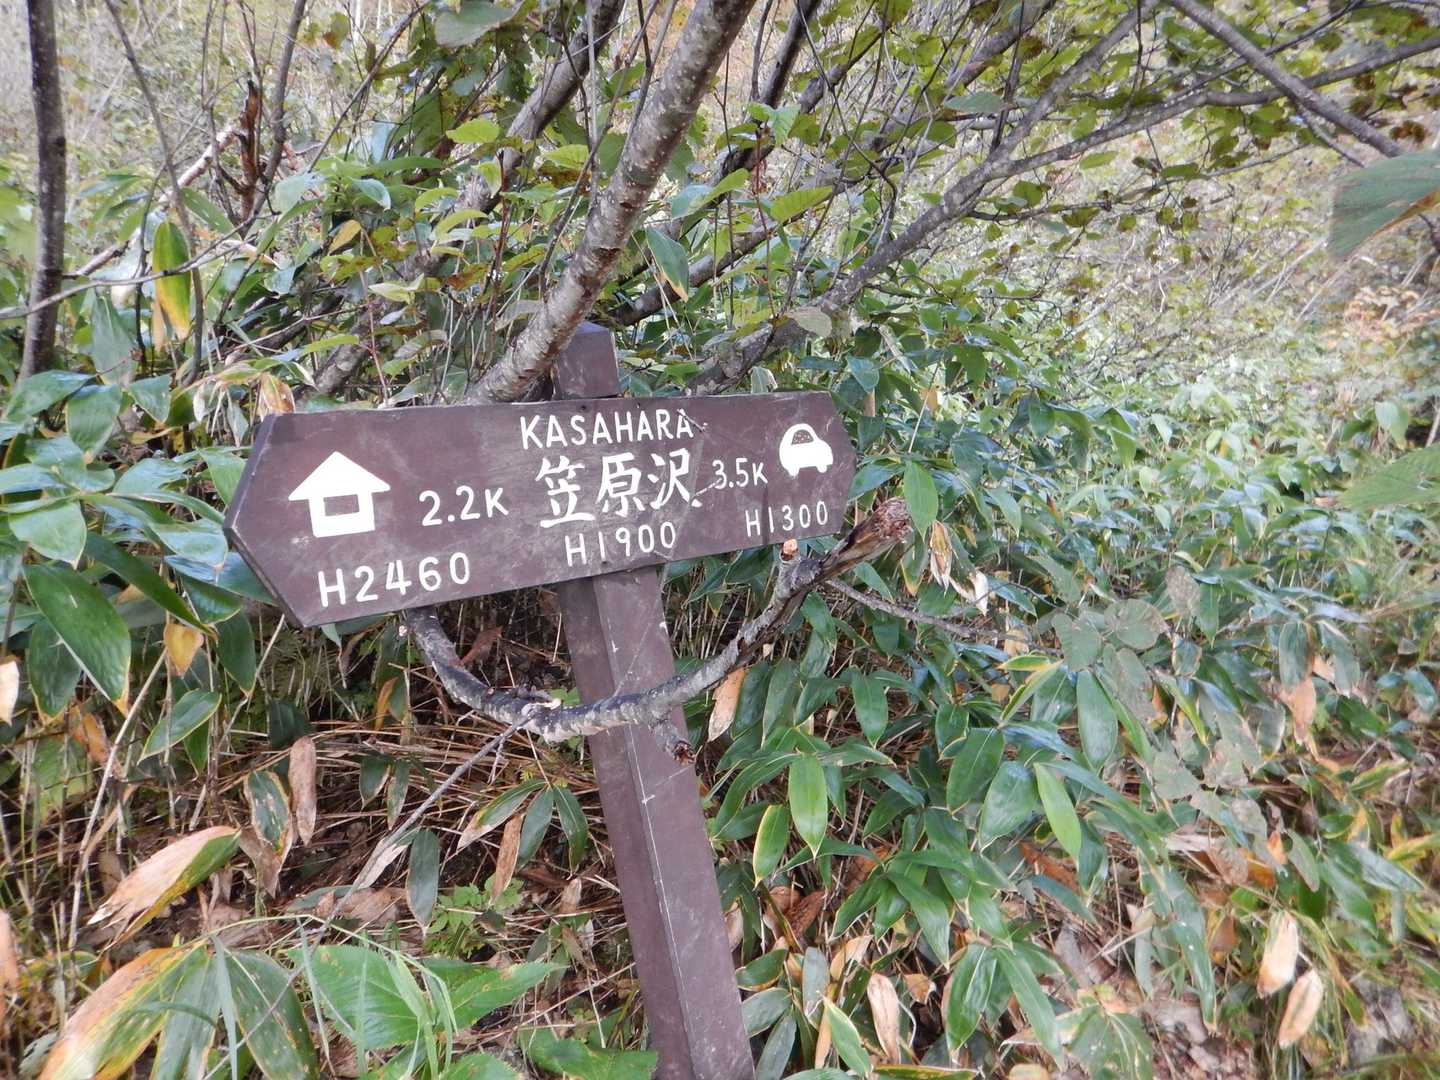 KASAHARA
2.2K 笠原沢 3.5K
H2460 H1900 H1300